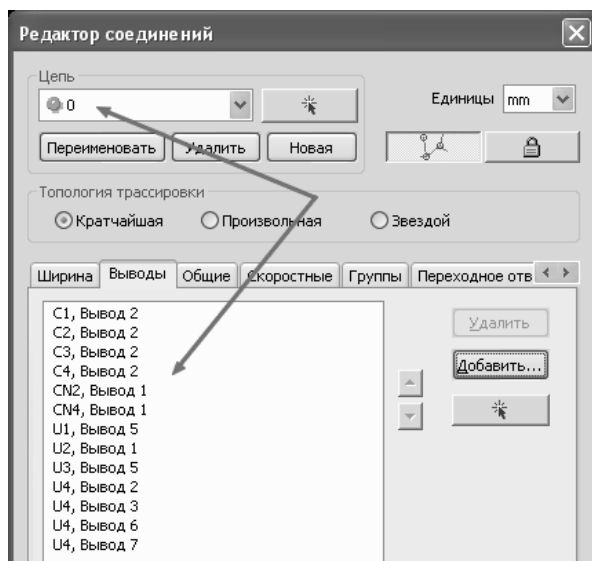 Редактор соединений
Цепь
0
Единицы mm
Переименовать Удалить Новая
Топология трассировки
Кратчайшая Произвольная Звездой
Ширина Выводы Общие Скоростные Группы Переходное отв
C1, Вывод 2
C2, Вывод 2
C3, Вывод 2
C4, Вывод 2
CN2, Вывод 1
CN4, Вывод 1
U1, Вывод 5
U2, Вывод 1
U3, Вывод 5
U4, Вывод 2
U4, Вывод 3
U4, Вывод 6
U4, Вывод 7
Удалить
Добавить...